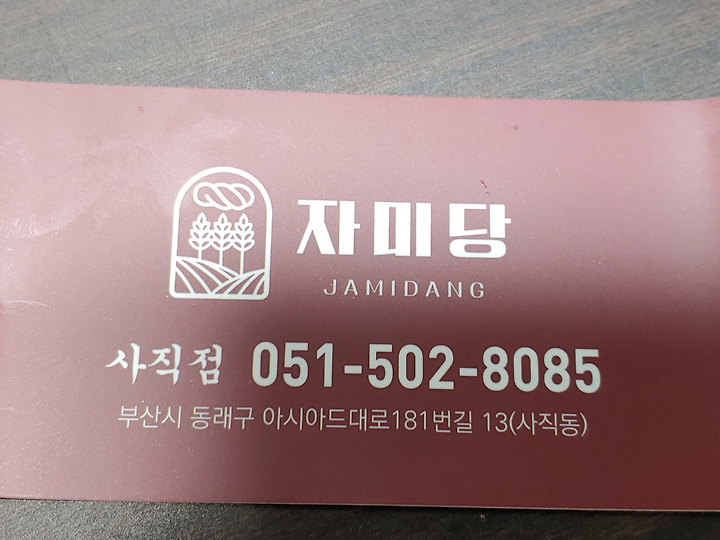 자미당
JAMIDANG
사직점 051-502-8085
부산시 동래구 아시아드대로181번길 13(사직동)